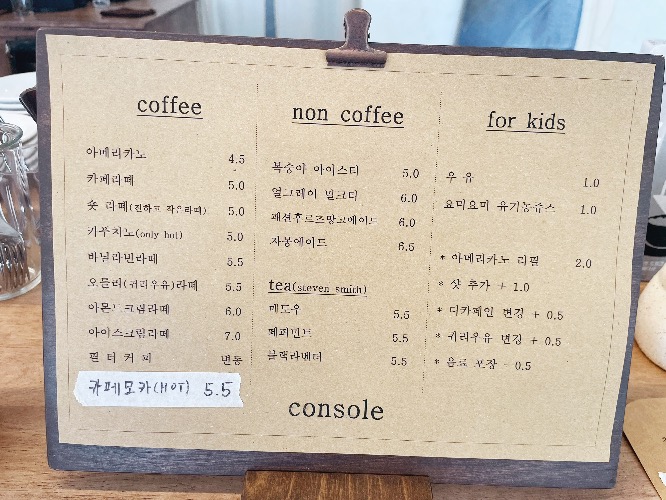 coffee
아메리카노 4.5
카페라떼 5.0
숏 라떼(진하고 작은라떼) 5.0
카푸치노(only hot) 5.0
바닐라빈라떼 5.5
오틀리(귀리우유)라떼 5.5
아몬드크림라떼 6.0
아이스크림라떼 7.0
필터커피 변동
카페모카(HOT) 5.5
non coffee
복숭아 아이스티 5.0
얼그레이 밀크티 6.0
패션후르츠망고에이드 6.0
자몽에이드 6.5
tea(steven smith)
메도우 5.5
페퍼민트 5.5
블랙라벤더 5.5
for kids
우유 1.0
요미요미 유기농쥬스 1.0
* 아메리카노 리필 2.0
* 샷 추가 + 1.0
* 디카페인 변경 + 0.5
* 귀리우유 변경 + 0.5
* 음료 포장 - 0.5
console